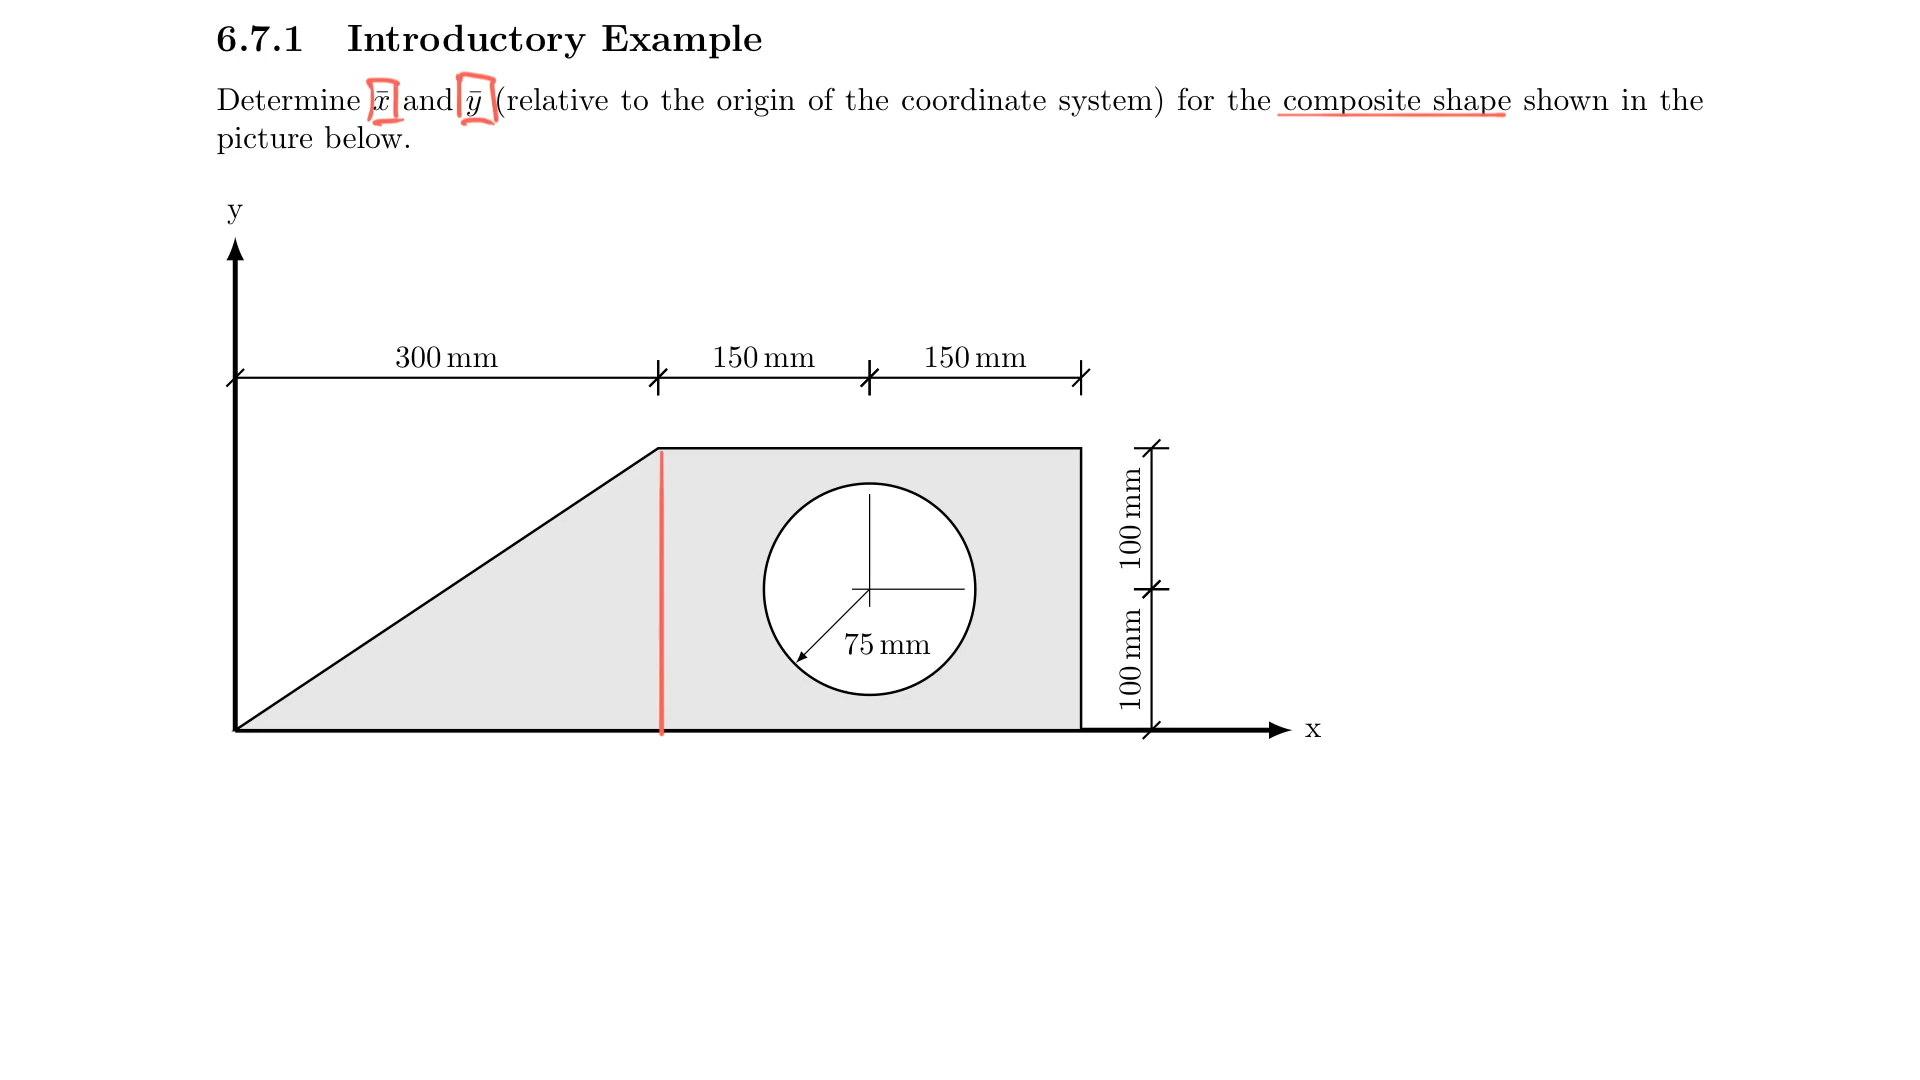 6.7.1 Introductory Example
Determine x̄ and ȳ (relative to the origin of the coordinate system) for the composite shape shown in the
picture below.
y
300 mm
150 mm
150 mm
100 mm
100 mm
75 mm
x